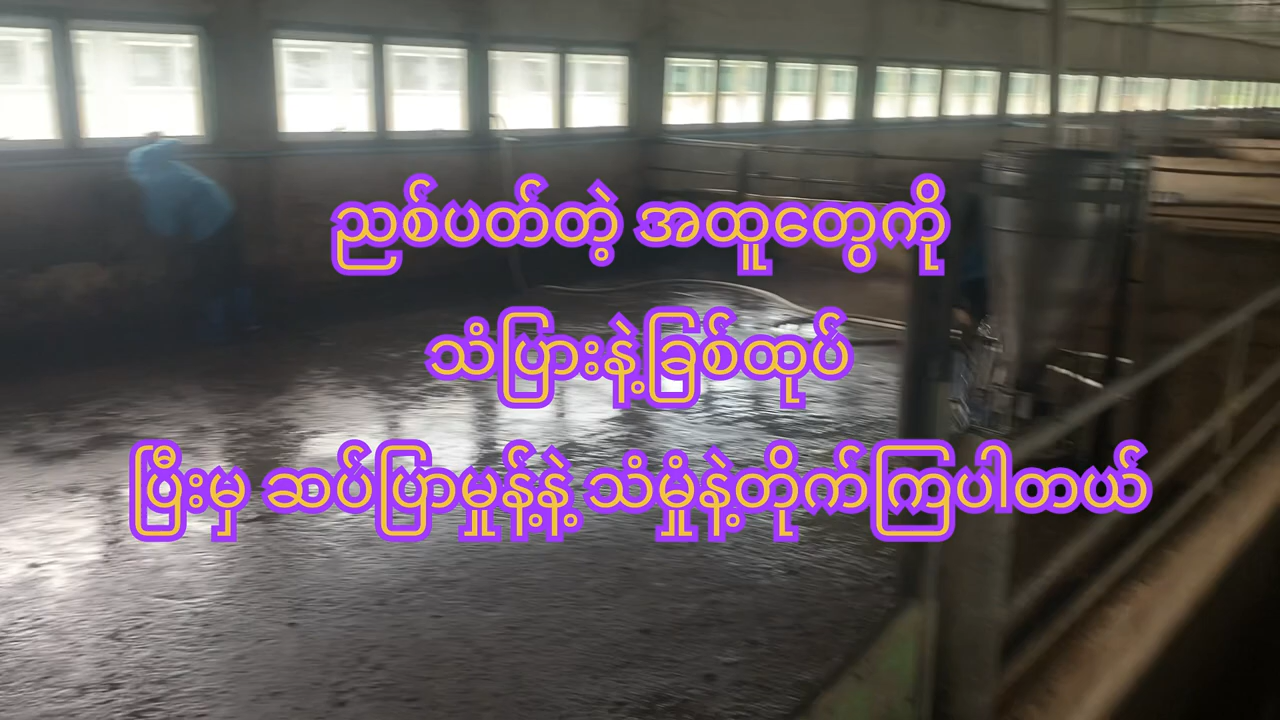 ညစ်ပတ်တဲ့ အထူတွေကို
သံပြားနဲ့ခြစ်ထုပ်
ပြီးမှ ဆပ်ပြာမှုန့်နဲ့ သံမှုံနဲ့တိုက်ကြပါတယ်